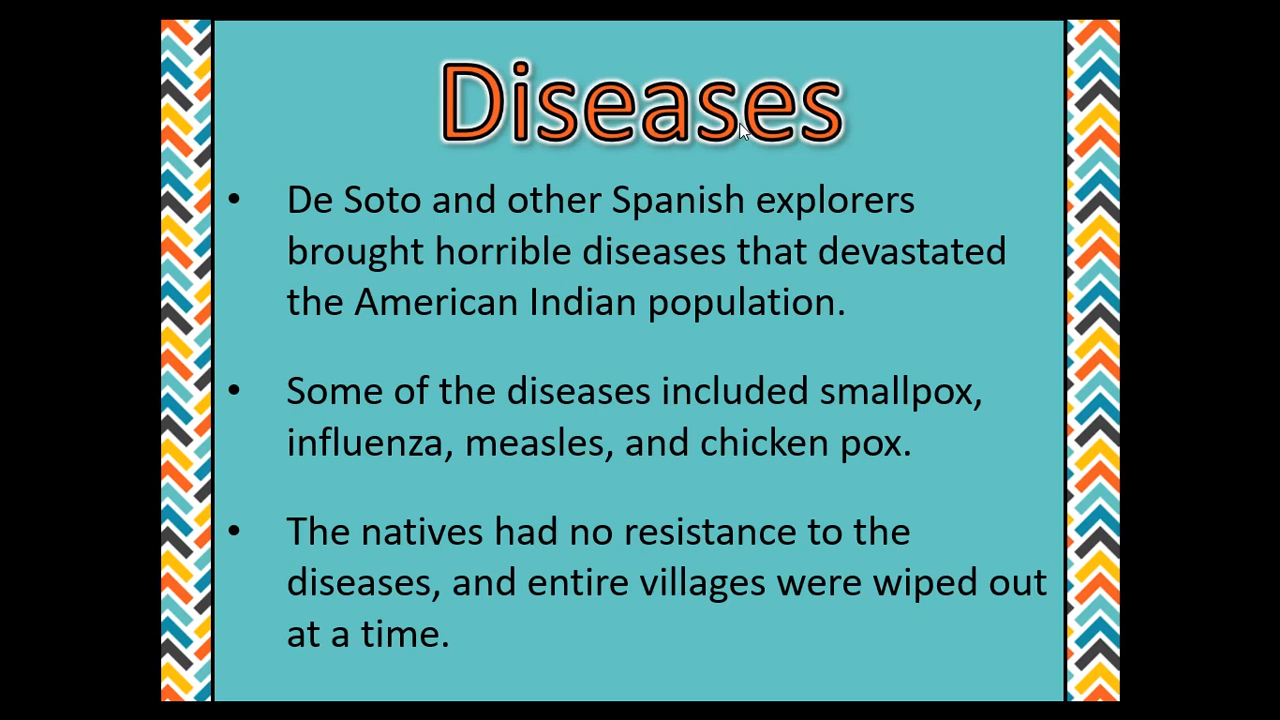 Diseases
• De Soto and other Spanish explorers
brought horrible diseases that devastated
the American Indian population.
• Some of the diseases included smallpox,
influenza, measles, and chicken pox.
• The natives had no resistance to the
diseases, and entire villages were wiped out
at a time.